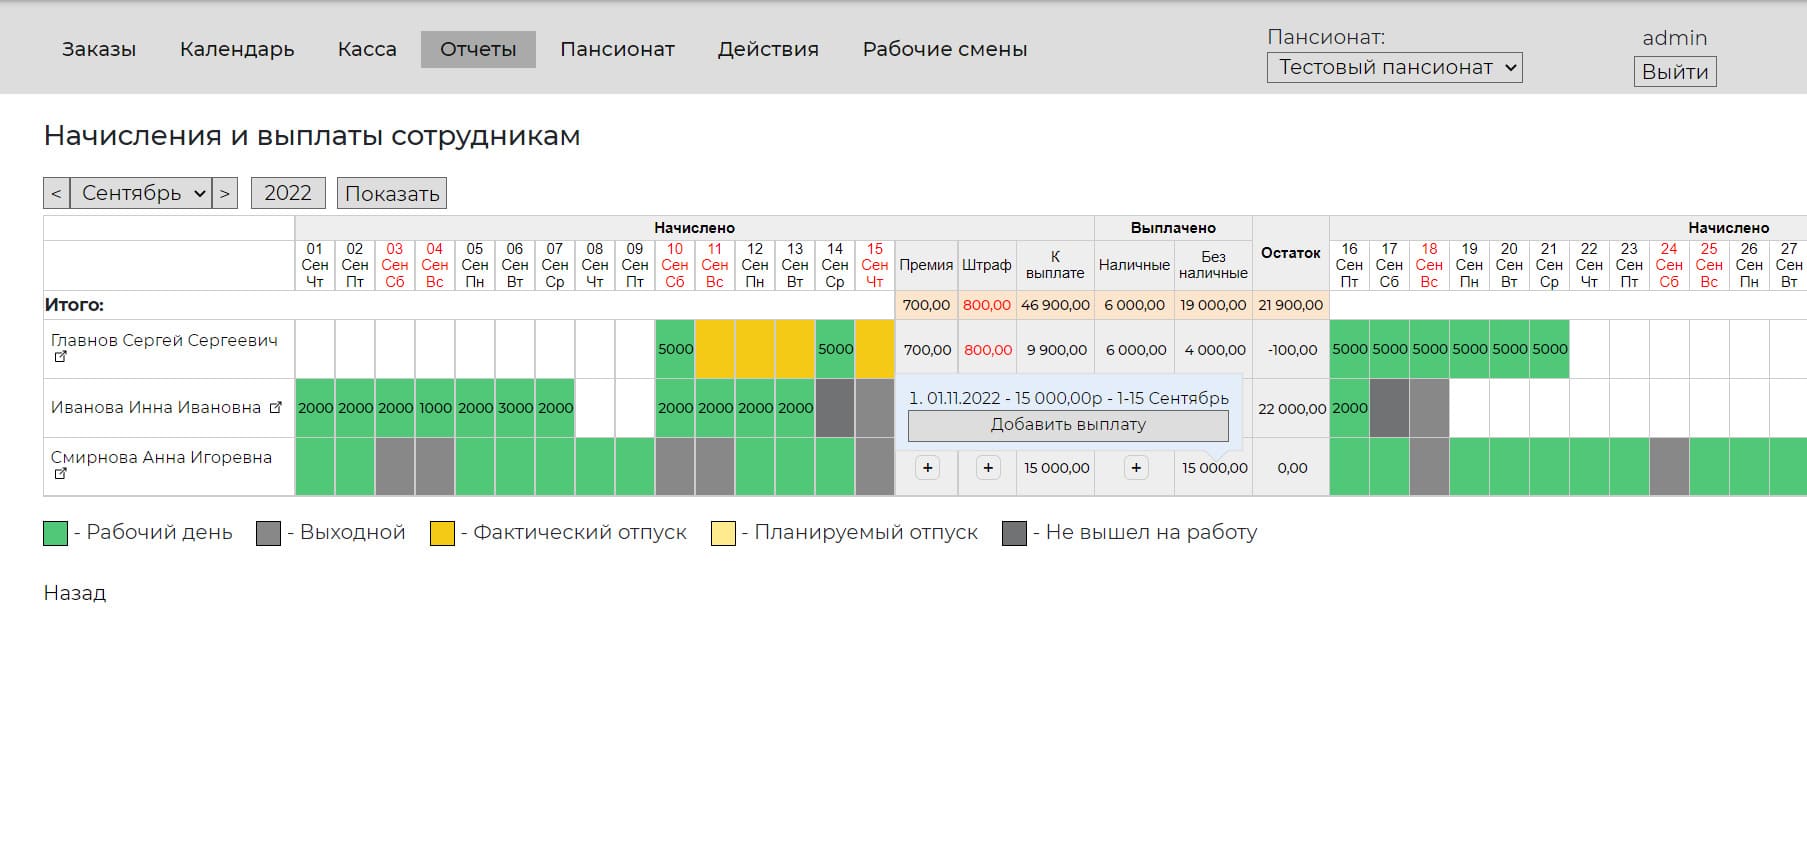 Заказы Календарь Касса Отчеты Пансионат Действия Рабочие смены
Пансионат:
Тестовый пансионат
admin
Выйти
Начисления и выплаты сотрудникам
< Сентябрь > 2022 Показать
Начислено Выплачено Остаток Начислено
01 Сен Чт
02 Сен Пт
03 Сен Сб
04 Сен Вс
05 Сен Пн
06 Сен Вт
07 Сен Ср
08 Сен Чт
09 Сен Пт
10 Сен Сб
11 Сен Вс
12 Сен Пн
13 Сен Вт
14 Сен Ср
15 Сен Чт
Премия
Штраф
К выплате
Наличные
Без наличные
16 Сен Пт
17 Сен Сб
18 Сен Вс
19 Сен Пн
20 Сен Вт
21 Сен Ср
22 Сен Чт
23 Сен Пт
24 Сен Сб
25 Сен Вс
26 Сен Пн
27 Сен Вт
Итого: 700,00 800,00 46 900,00 6 000,00 19 000,00 21 900,00
Главнов Сергей Сергеевич 5000 5000 700,00 800,00 9 900,00 6 000,00 4 000,00 -100,00 5000 5000 5000 5000 5000 5000
Иванова Инна Ивановна 2000 2000 2000 1000 2000 3000 2000 2000 2000 2000 2000 22 000,00 2000
1. 01.11.2022 - 15 000,00р - 1-15 Сентябрь
Добавить выплату
Смирнова Анна Игоревна + + 15 000,00 + 15 000,00 0,00
- Рабочий день - Выходной - Фактический отпуск - Планируемый отпуск - Не вышел на работу
Назад